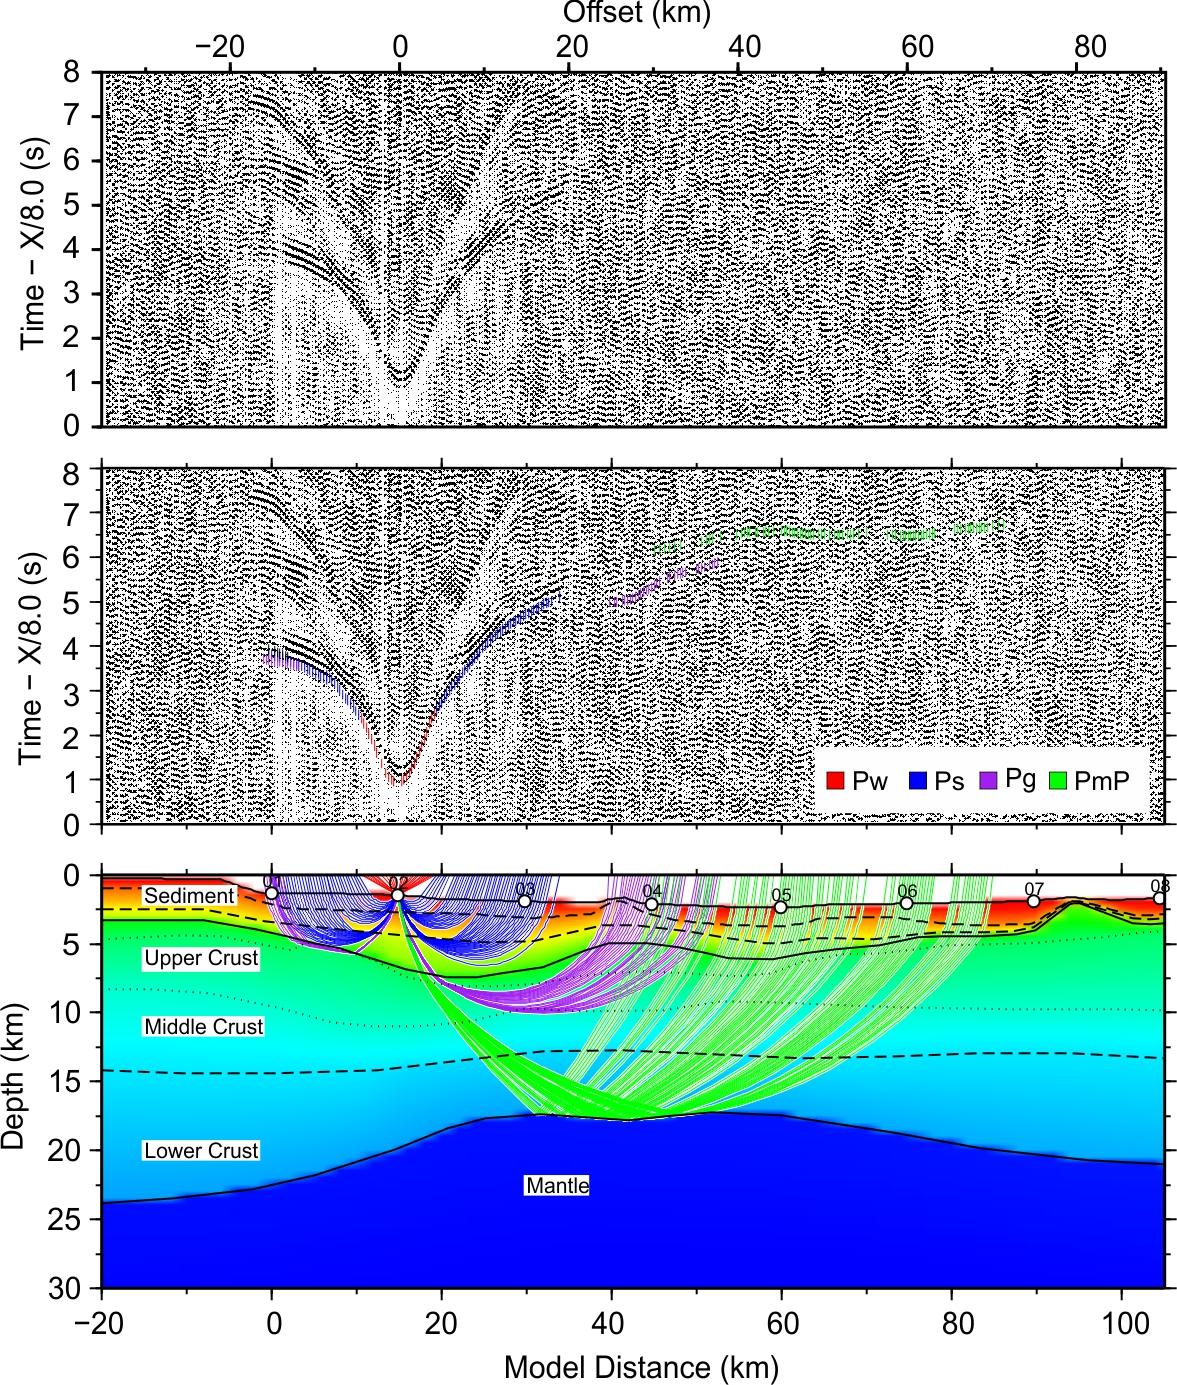 Offset (km)
−20 0 20 40 60 80
8
7
6
5
4
3
2
1
0
Time − X/8.0 (s)
8
7
6
5
4
3
2
1
0
Time − X/8.0 (s)
Pw Ps Pg PmP
0
5
10
15
20
25
30
Depth (km)
01 02 03 04 05 06 07 08
Sediment
Upper Crust
Middle Crust
Lower Crust
Mantle
−20 0 20 40 60 80 100
Model Distance (km)